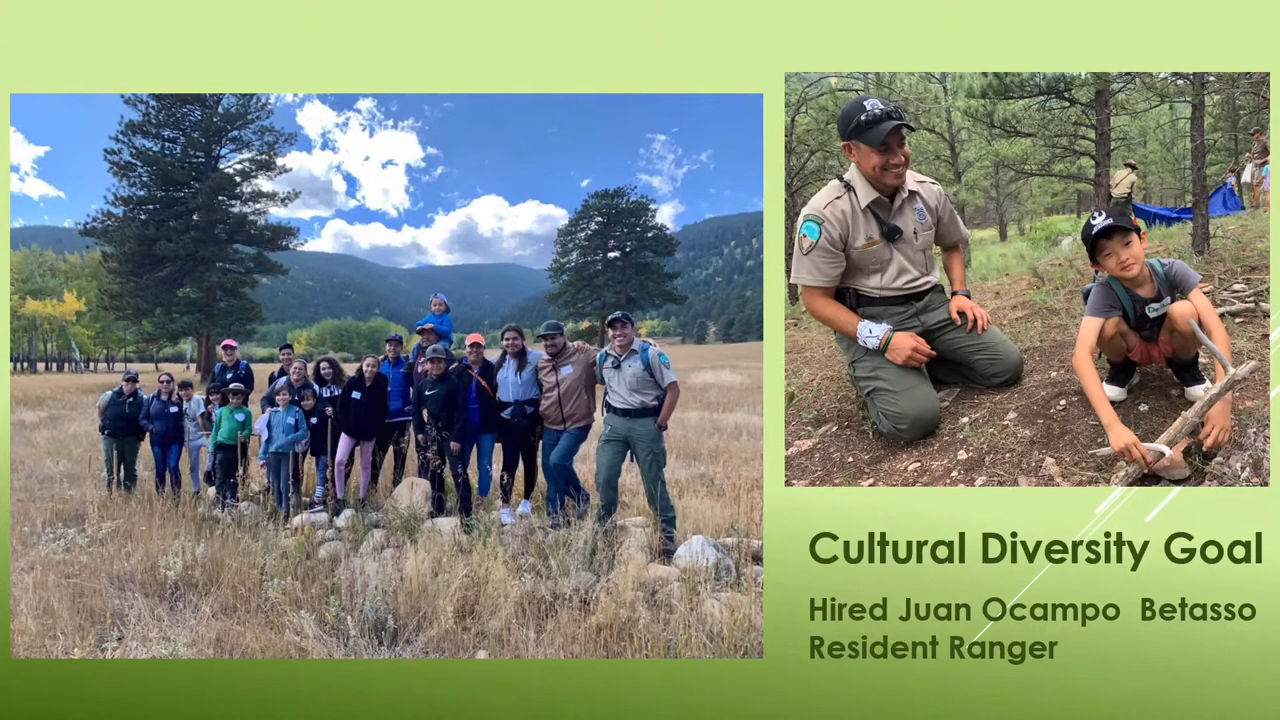 Cultural Diversity Goal
Hired Juan Ocampo Betasso
Resident Ranger